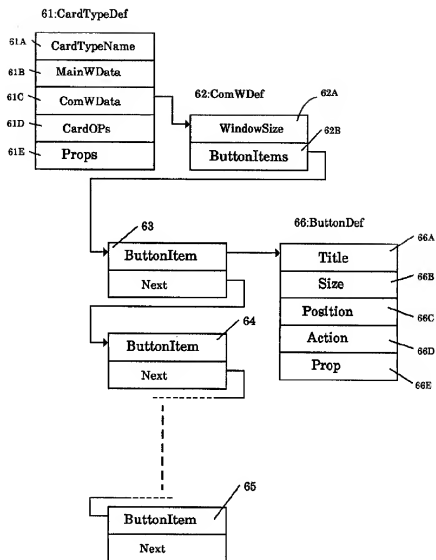 61:CardTypeDef
61A CardTypeName
61B MainWData
61C ComWData
61D CardOPs
61E Props
62:ComWDef
62A
WindowSize
62B
ButtonItems
63
ButtonItem
Next
64
ButtonItem
Next
65
ButtonItem
Next
66:ButtonDef
66A
Title
66B
Size
66C
Position
66D
Action
Prop
66E